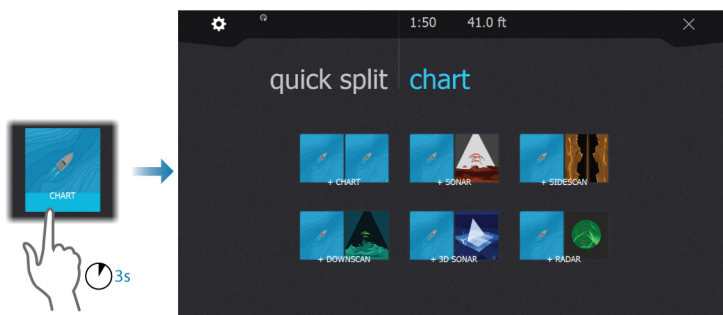 1:50 41.0 ft
quick split chart
CHART
+ CHART + SONAR + SIDESCAN
+ DOWNSCAN + 3D SONAR + RADAR
3s